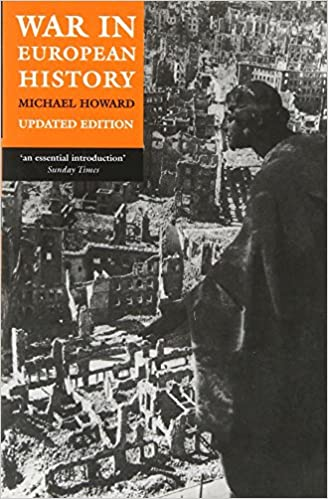 WAR IN
EUROPEAN
HISTORY
MICHAEL HOWARD
UPDATED EDITION
‘an essential introduction’
Sunday Times